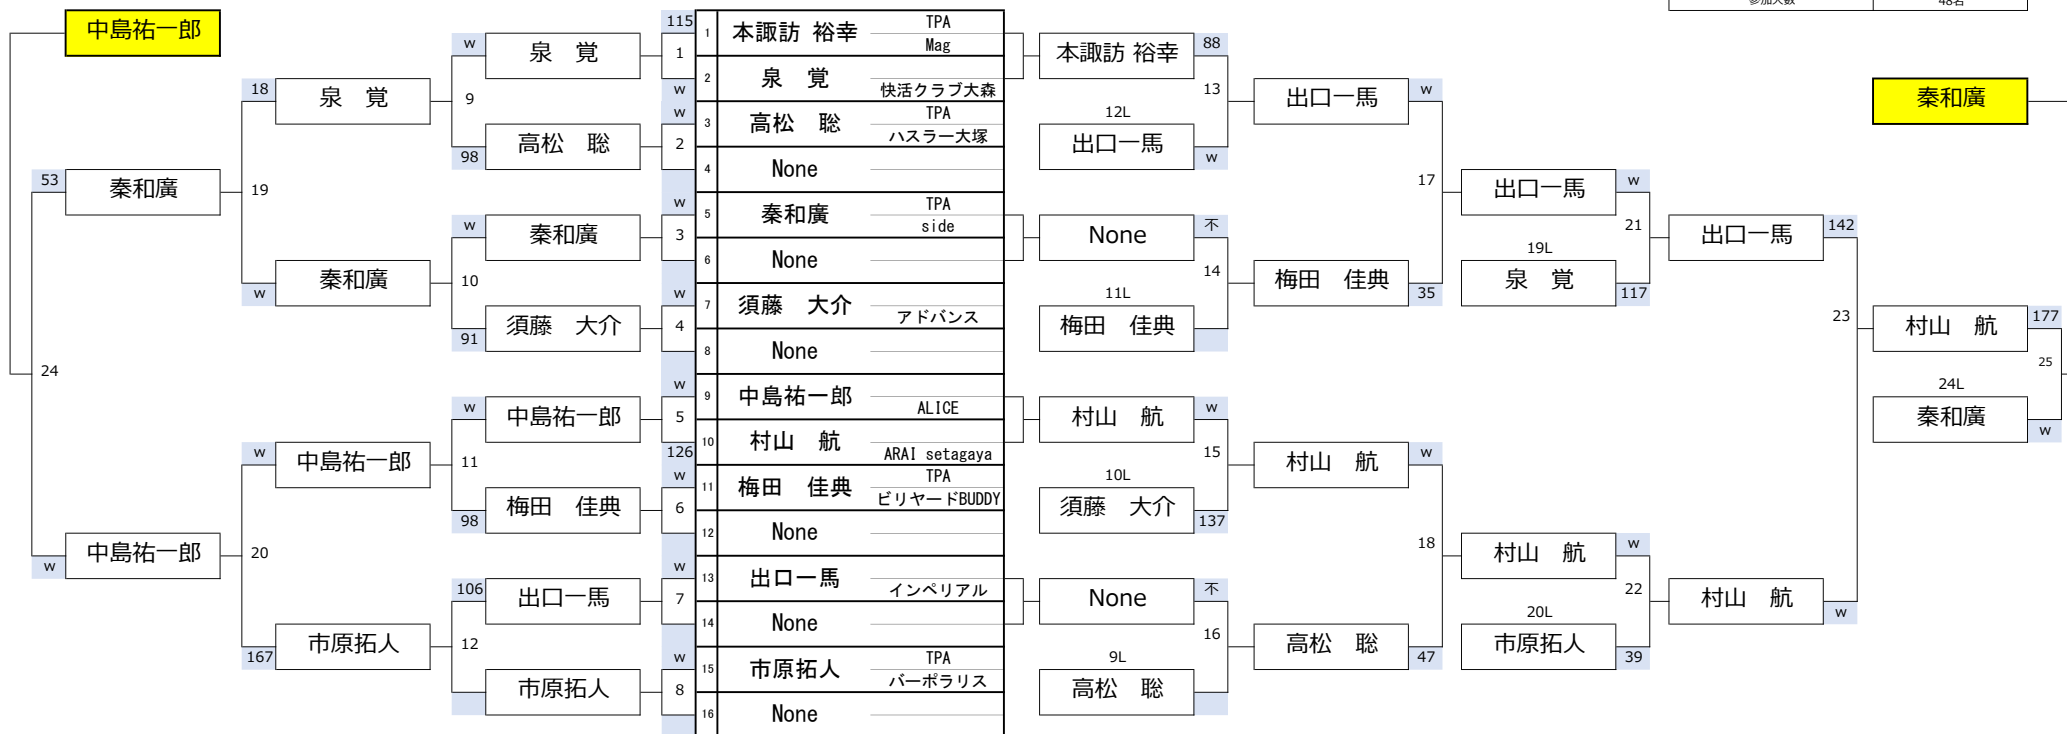 参加人数 48名
中島祐一郎
115 1 本諏訪 裕幸 TPA
Mag
w 泉　覚 1 本諏訪 裕幸 88
2 泉　覚 快活クラブ大森
18 泉　覚 9 w 13 出口一馬 w 秦和廣
w 3 高松　聡 TPA
ハスラー大塚 12L
98 高松　聡 2 出口一馬 w
4 None
53 秦和廣 19 17 出口一馬 w
w 5 秦和廣 TPA
side
w 秦和廣 3 None 不 21 出口一馬 142
6 None 19L
w 秦和廣 10 w 14 梅田　佳典 35 泉　覚 117
7 須藤　大介 アドバンス 11L
91 須藤　大介 4 梅田　佳典 23 村山　航 177
8 None
24 25
w 9 中島祐一郎 ALICE 24L
w 中島祐一郎 5 村山　航 w 秦和廣 w
10 村山　航 ARAI setagaya
w 中島祐一郎 11 126 15 村山　航 w
w 11 梅田　佳典 TPA
ビリヤードBUDDY 10L
98 梅田　佳典 6 須藤　大介 137
12 None
w 中島祐一郎 20 18 村山　航 w
w 13 出口一馬 インペリアル
106 出口一馬 7 None 不 22 村山　航 w
14 None 20L
167 市原拓人 12 w 16 高松　聡 47 市原拓人 39
15 市原拓人 TPA
バーポラリス 9L
市原拓人 8 高松　聡
16 None